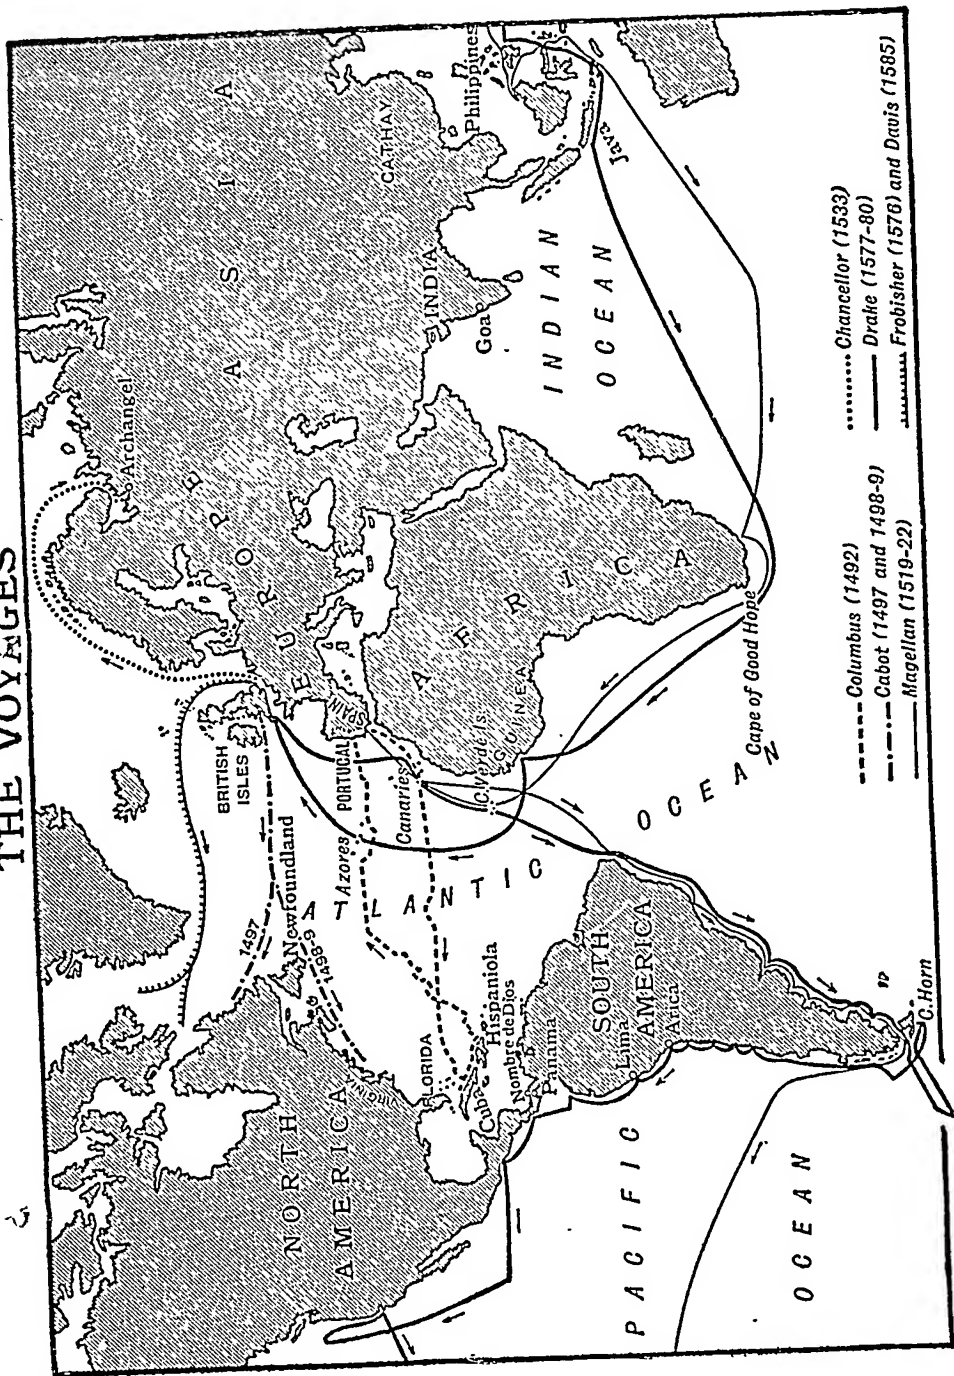 THE VOYAGES
NORTH
AMERICA
VIRGINIA
FLORIDA
Cuba
Hispaniola
Nombre de Dios
Panama
SOUTH
AMERICA
Lima
Arica
C. Horn
PACIFIC
OCEAN
ATLANTIC
OCEAN
Newfoundland
1497
1498-9
BRITISH
ISLES
PORTUGAL
SPAIN
Azores
Canaries
C. Verde Is.
GUINEA
AFRICA
Cape of Good Hope
EUROPE
Archangel
ASIA
CATHAY
INDIA
Goa
Philippines
Java
INDIAN
OCEAN
Columbus (1492)
Cabot (1497 and 1498-9)
Magellan (1519-22)
Chancellor (1533)
Drake (1577-80)
Frobisher (1576) and Davis (1585)